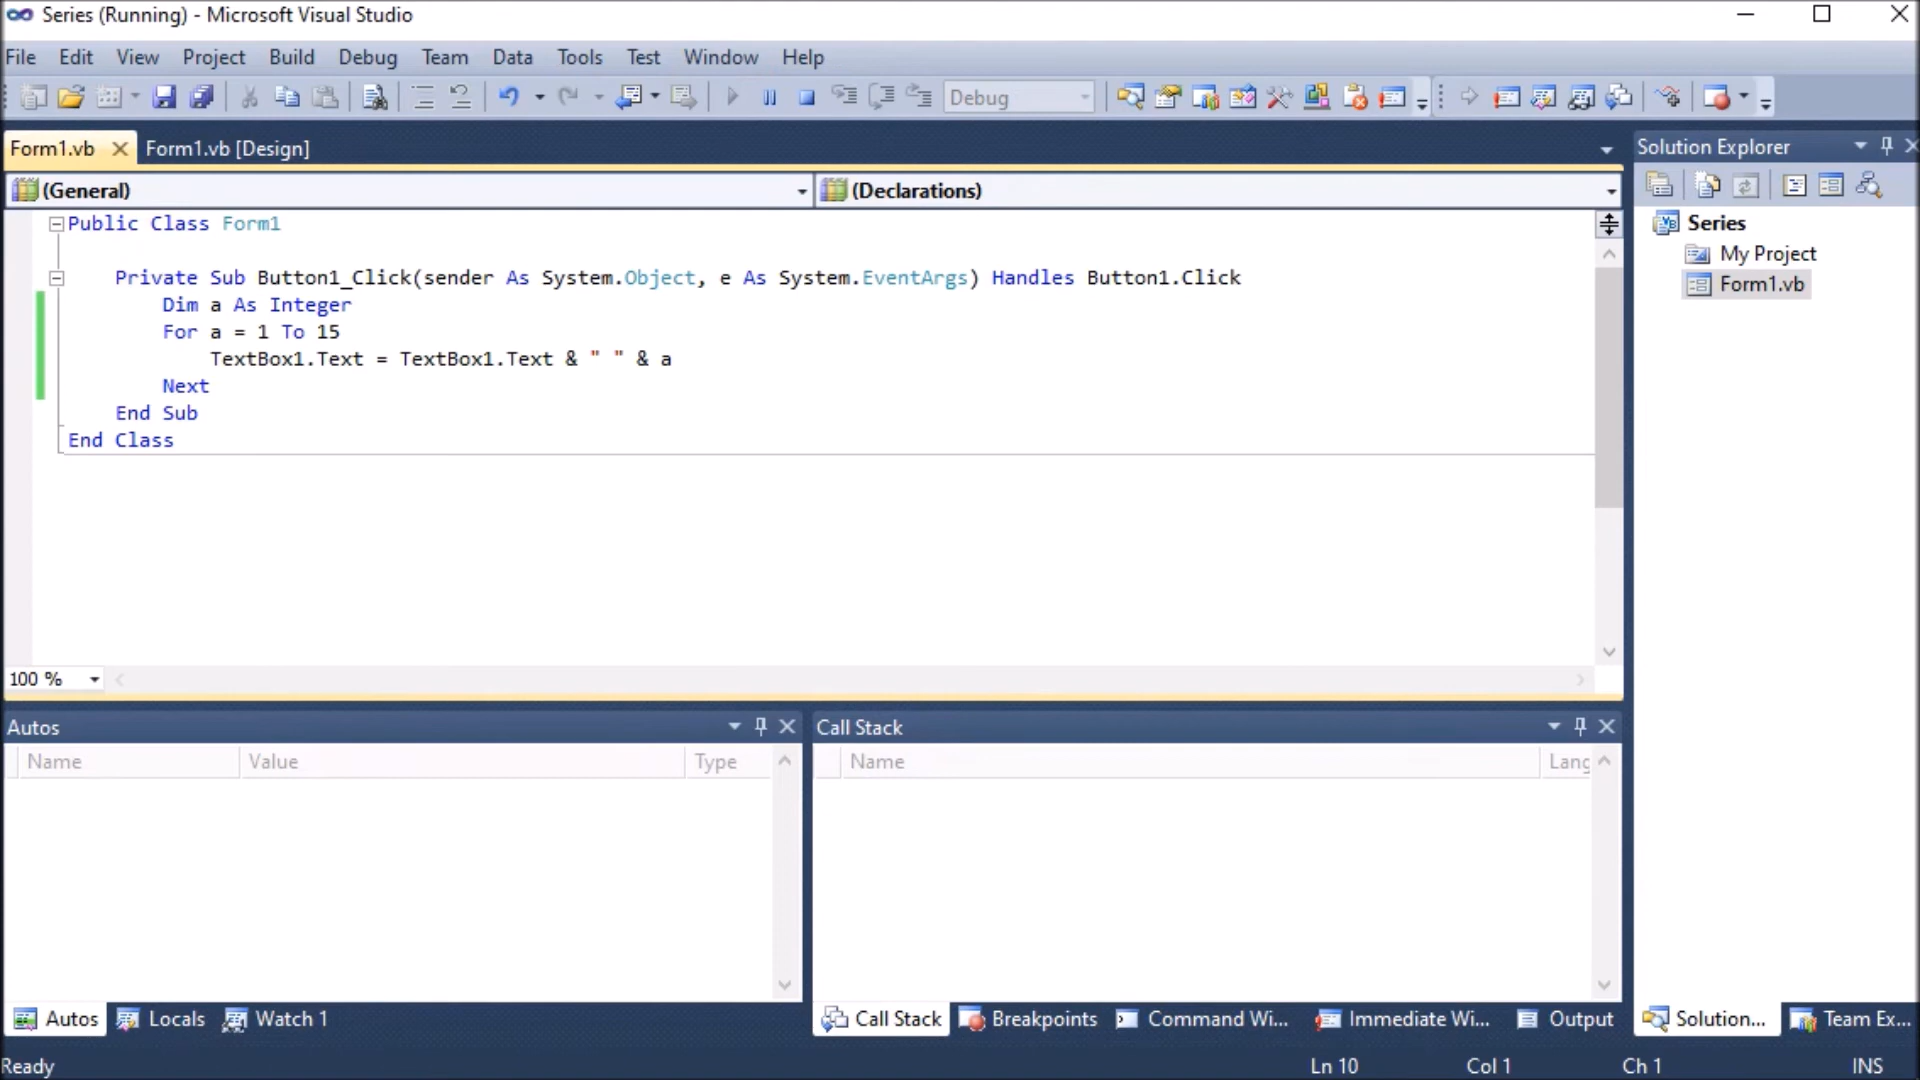 Series (Running) - Microsoft Visual Studio
File Edit View Project Build Debug Team Data Tools Test Window Help
Debug
Form1.vb Form1.vb [Design]
(General) (Declarations)
Public Class Form1
Private Sub Button1_Click(sender As System.Object, e As System.EventArgs) Handles Button1.Click
Dim a As Integer
For a = 1 To 15
TextBox1.Text = TextBox1.Text & " " & a
Next
End Sub
End Class
100 %
Solution Explorer
Series
My Project
Form1.vb
Autos
Name Value Type
Call Stack
Name Lang
Autos Locals Watch 1
Call Stack Breakpoints Command Wi... Immediate Wi... Output
Solution... Team Ex...
Ready Ln 10 Col 1 Ch 1 INS